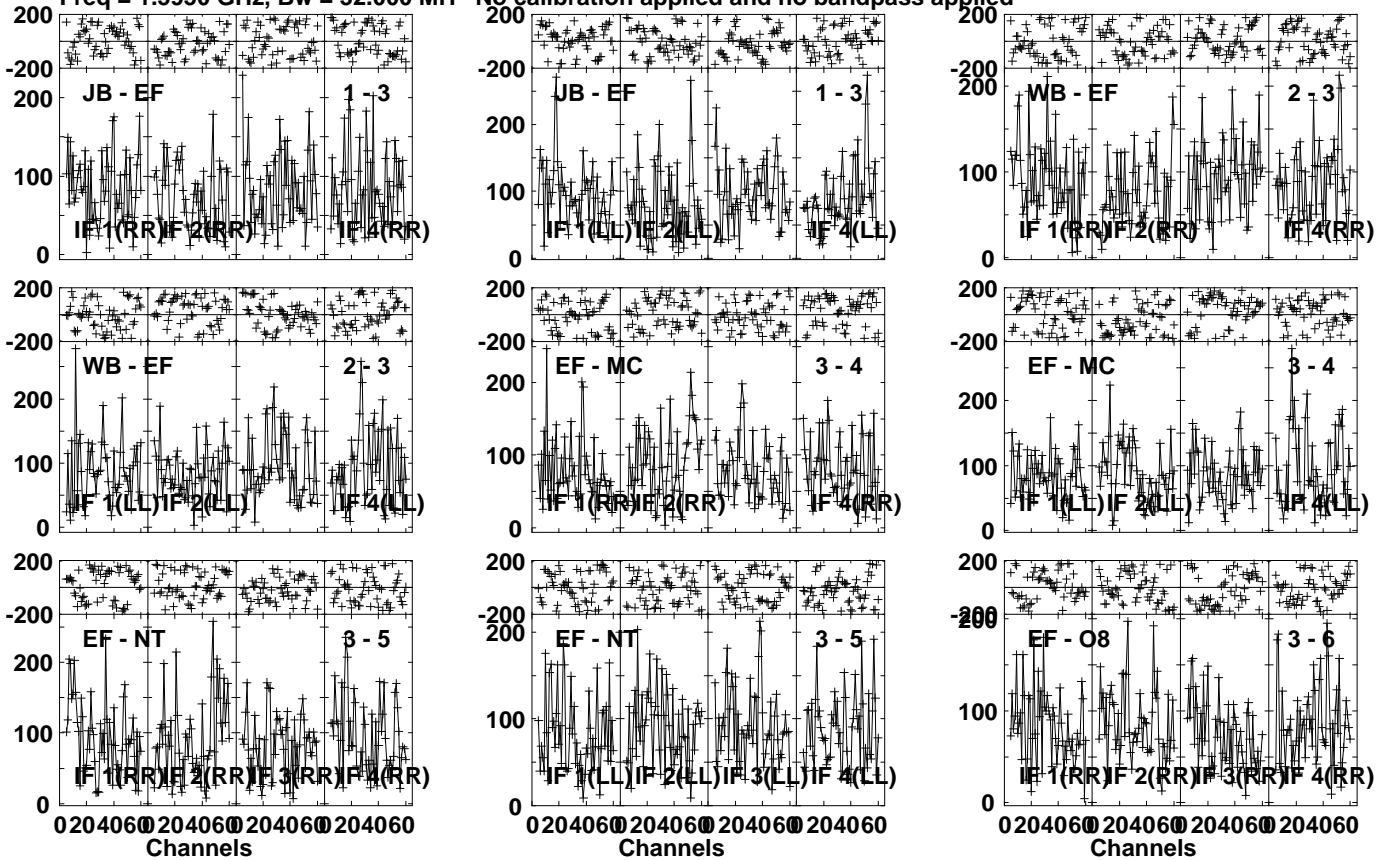 Freq = 1.5950 GHz, Bw = 32.000 MH No calibration applied and no bandpass applied
200
-200
200
100
0
JB - EF 1 - 3
IF 1(RR) IF 2(RR) IF 4(RR)
200
-200
200
100
0
JB - EF 1 - 3
IF 1(LL) IF 2(LL) IF 4(LL)
200
-200
200
100
0
WB - EF 2 - 3
IF 1(RR) IF 2(RR) IF 4(RR)
200
-200
200
100
0
WB - EF 2 - 3
IF 1(LL) IF 2(LL) IF 4(LL)
200
-200
200
100
0
EF - MC 3 - 4
IF 1(RR) IF 2(RR) IF 4(RR)
200
-200
200
100
0
EF - MC 3 - 4
IF 1(LL) IF 2(LL) IF 4(LL)
200
-200
200
100
0
EF - NT 3 - 5
IF 1(RR) IF 2(RR) IF 3(RR) IF 4(RR)
0 20 40 60 0 20 40 60 0 20 40 60 0 20 40 60
Channels
200
-200
200
100
0
EF - NT 3 - 5
IF 1(LL) IF 2(LL) IF 3(LL) IF 4(LL)
0 20 40 60 0 20 40 60 0 20 40 60 0 20 40 60
Channels
200
-200
200
100
0
EF - O8 3 - 6
IF 1(RR) IF 2(RR) IF 3(RR) IF 4(RR)
0 20 40 60 0 20 40 60 0 20 40 60 0 20 40 60
Channels